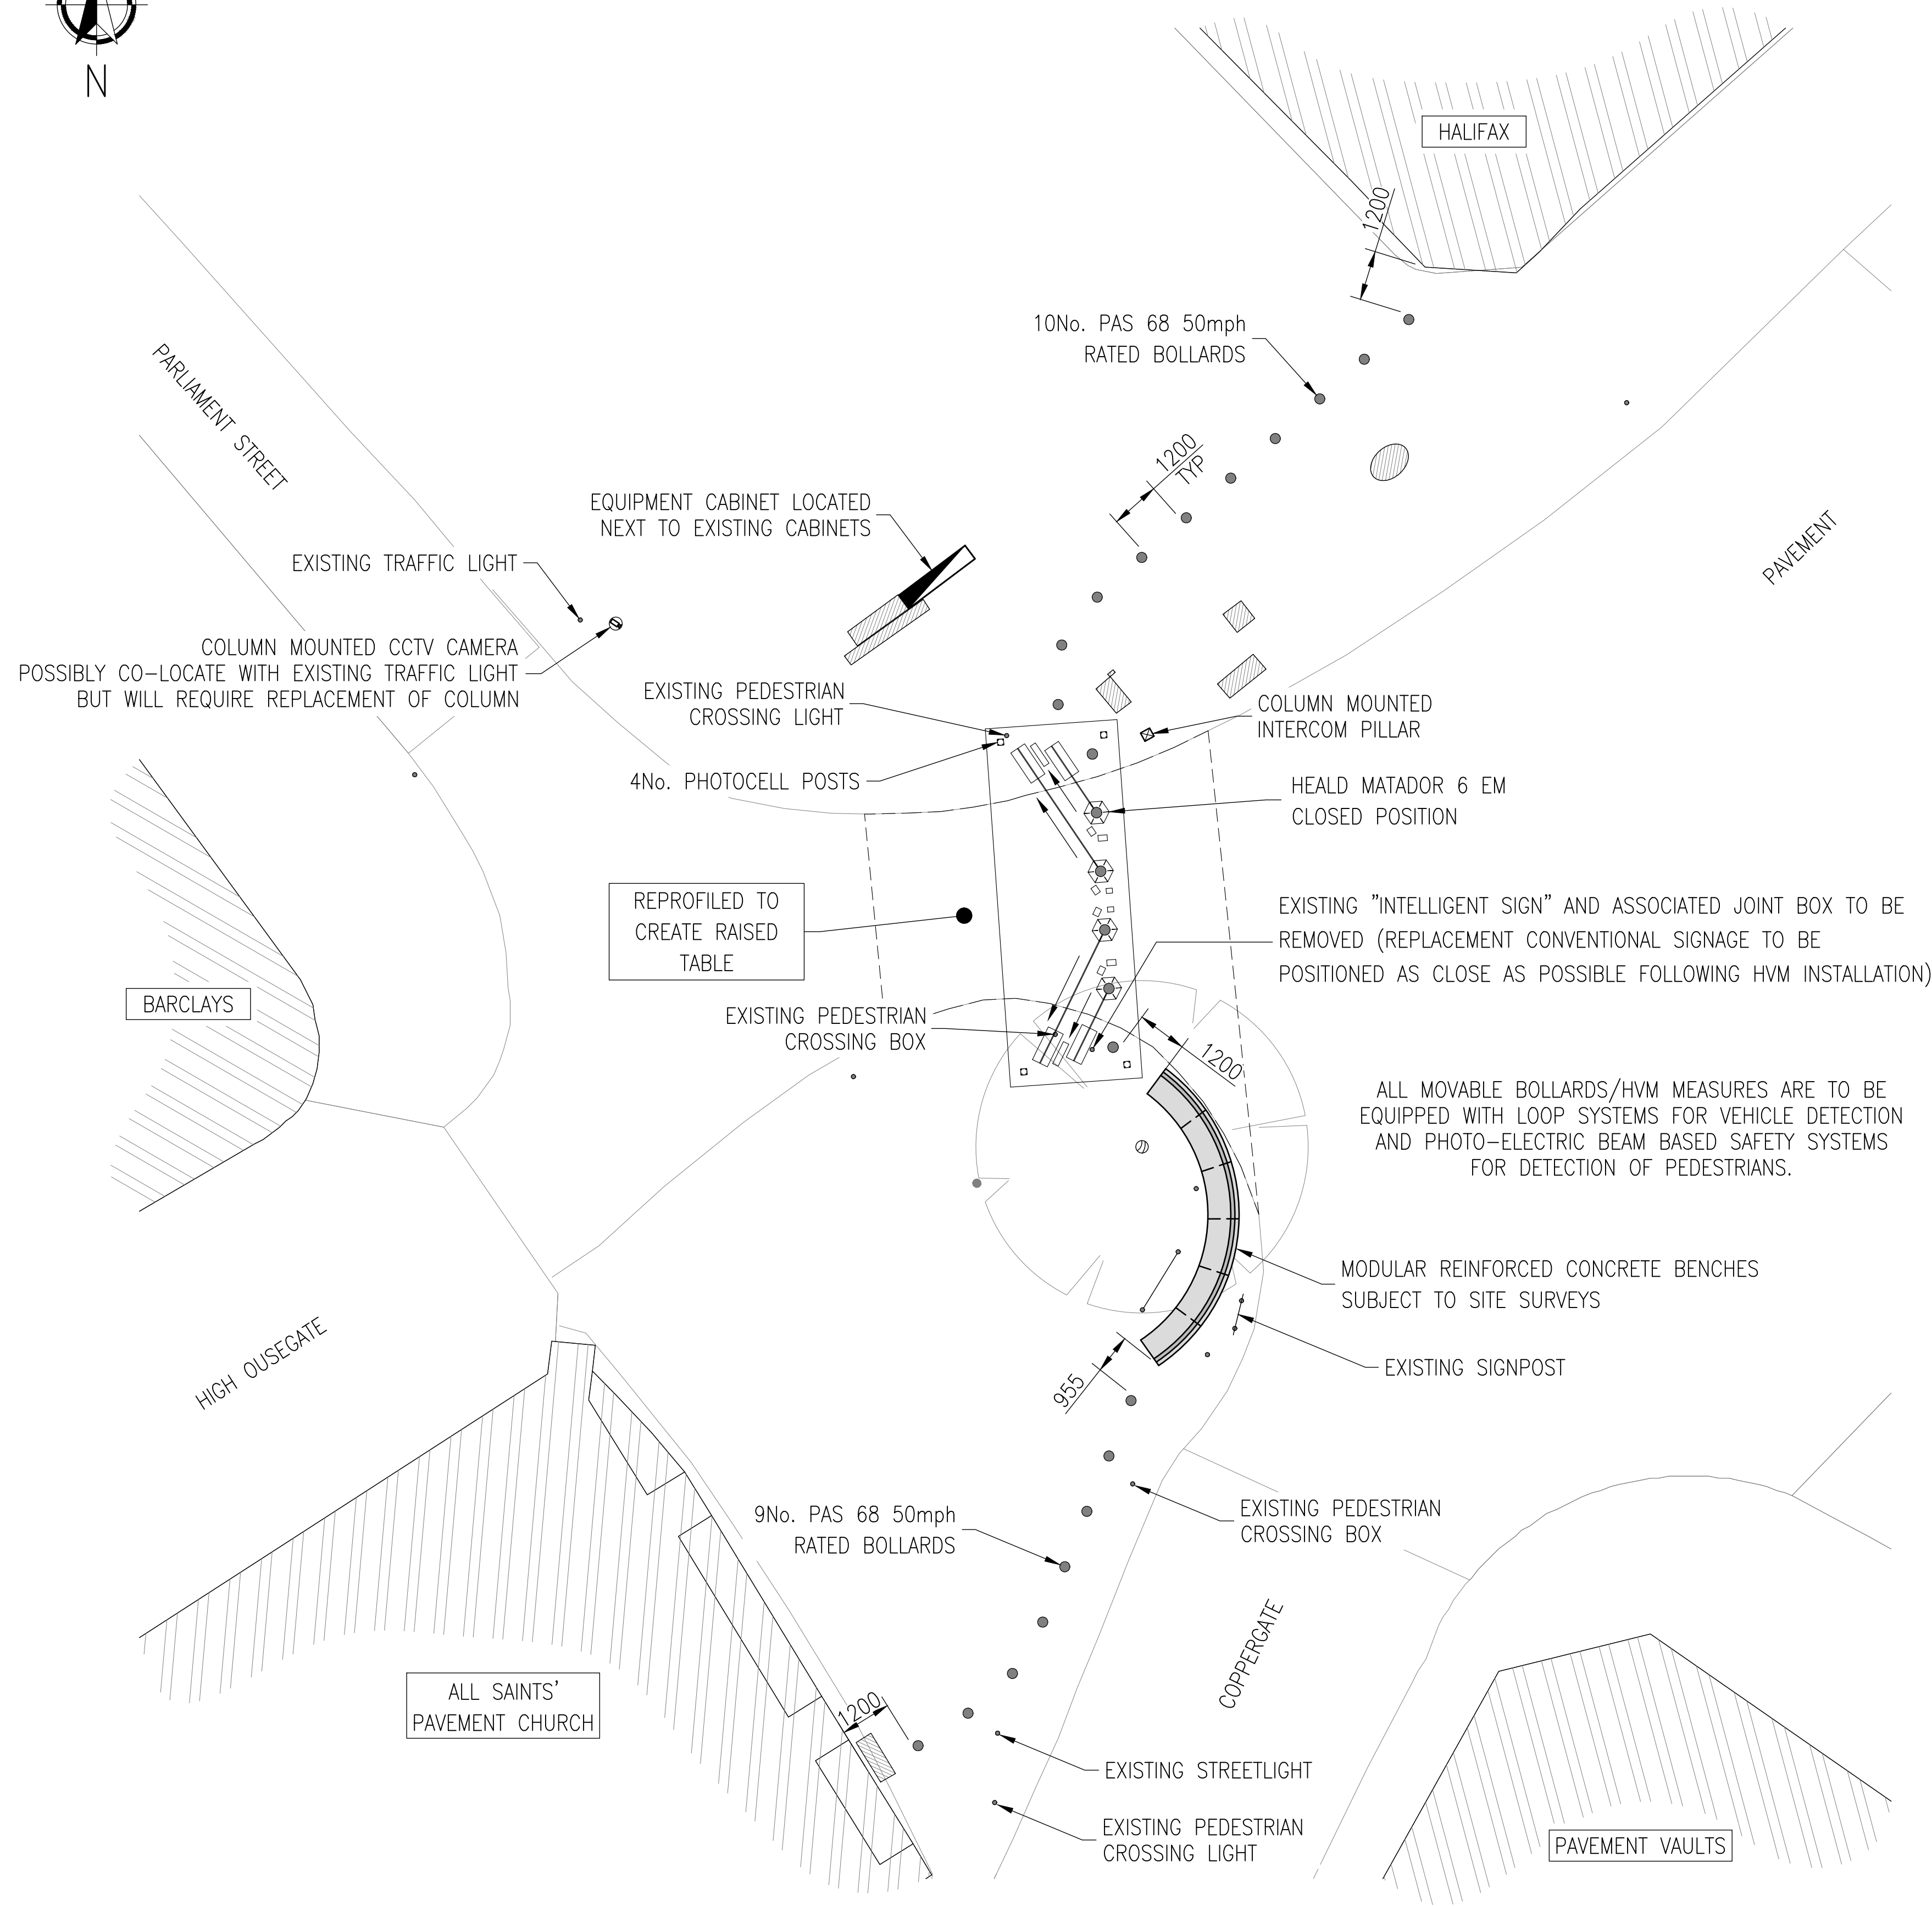 N
HALIFAX
1200
10No. PAS 68 50mph
RATED BOLLARDS
PARLIAMENT STREET
1200
TYP
EQUIPMENT CABINET LOCATED
NEXT TO EXISTING CABINETS
PAVEMENT
EXISTING TRAFFIC LIGHT
COLUMN MOUNTED CCTV CAMERA
POSSIBLY CO-LOCATE WITH EXISTING TRAFFIC LIGHT
BUT WILL REQUIRE REPLACEMENT OF COLUMN
EXISTING PEDESTRIAN
CROSSING LIGHT
COLUMN MOUNTED
INTERCOM PILLAR
4No. PHOTOCELL POSTS
HEALD MATADOR 6 EM
CLOSED POSITION
REPROFILED TO
CREATE RAISED
TABLE
EXISTING "INTELLIGENT SIGN" AND ASSOCIATED JOINT BOX TO BE
REMOVED (REPLACEMENT CONVENTIONAL SIGNAGE TO BE
POSITIONED AS CLOSE AS POSSIBLE FOLLOWING HVM INSTALLATION)
BARCLAYS
EXISTING PEDESTRIAN
CROSSING BOX
1200
ALL MOVABLE BOLLARDS/HVM MEASURES ARE TO BE
EQUIPPED WITH LOOP SYSTEMS FOR VEHICLE DETECTION
AND PHOTO-ELECTRIC BEAM BASED SAFETY SYSTEMS
FOR DETECTION OF PEDESTRIANS.
MODULAR REINFORCED CONCRETE BENCHES
SUBJECT TO SITE SURVEYS
HIGH OUSEGATE
EXISTING SIGNPOST
955
9No. PAS 68 50mph
RATED BOLLARDS
EXISTING PEDESTRIAN
CROSSING BOX
COPPERGATE
ALL SAINTS'
PAVEMENT CHURCH
1200
EXISTING STREETLIGHT
EXISTING PEDESTRIAN
CROSSING LIGHT
PAVEMENT VAULTS